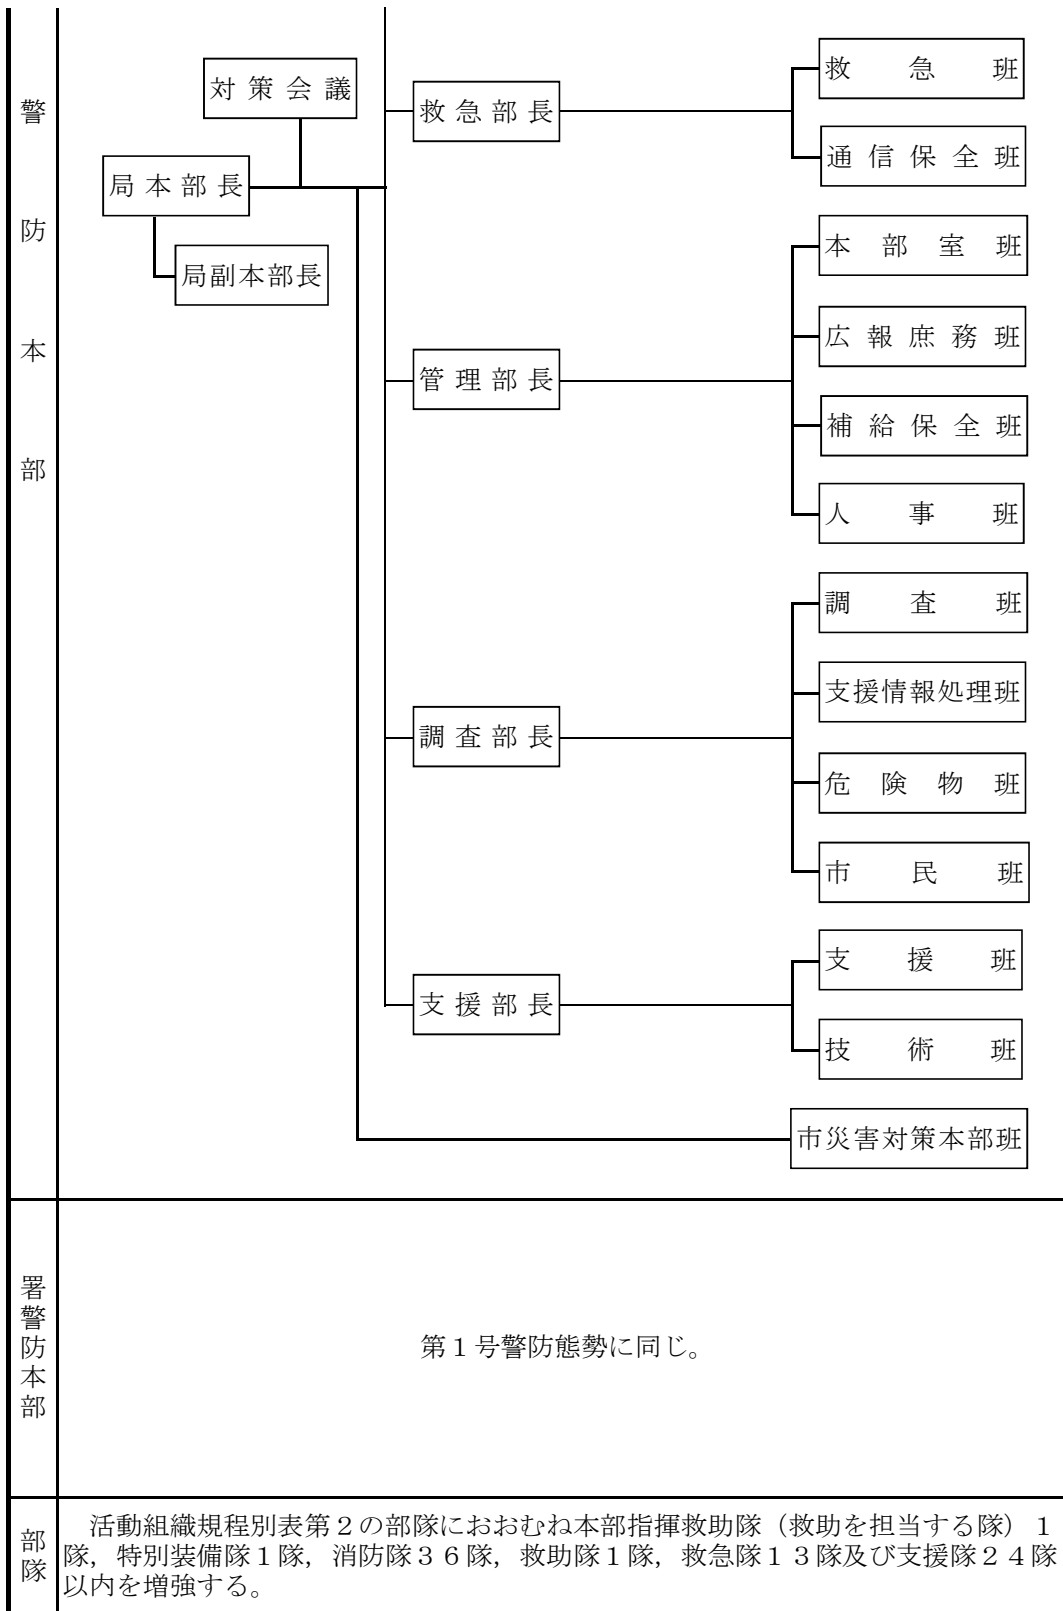 警防本部
対策会議
局本部長
局副本部長
救急部長
救急班
通信保全班
管理部長
本部室班
広報庶務班
補給保全班
人事班
調査部長
調査班
支援情報処理班
危険物班
市民班
支援部長
支援班
技術班
市災害対策本部班
署警防本部
第１号警防態勢に同じ。
部隊
活動組織規程別表第２の部隊におおむね本部指揮救助隊（救助を担当する隊）１
隊，特別装備隊１隊，消防隊３６隊，救助隊１隊，救急隊１３隊及び支援隊２４隊
以内を増強する。